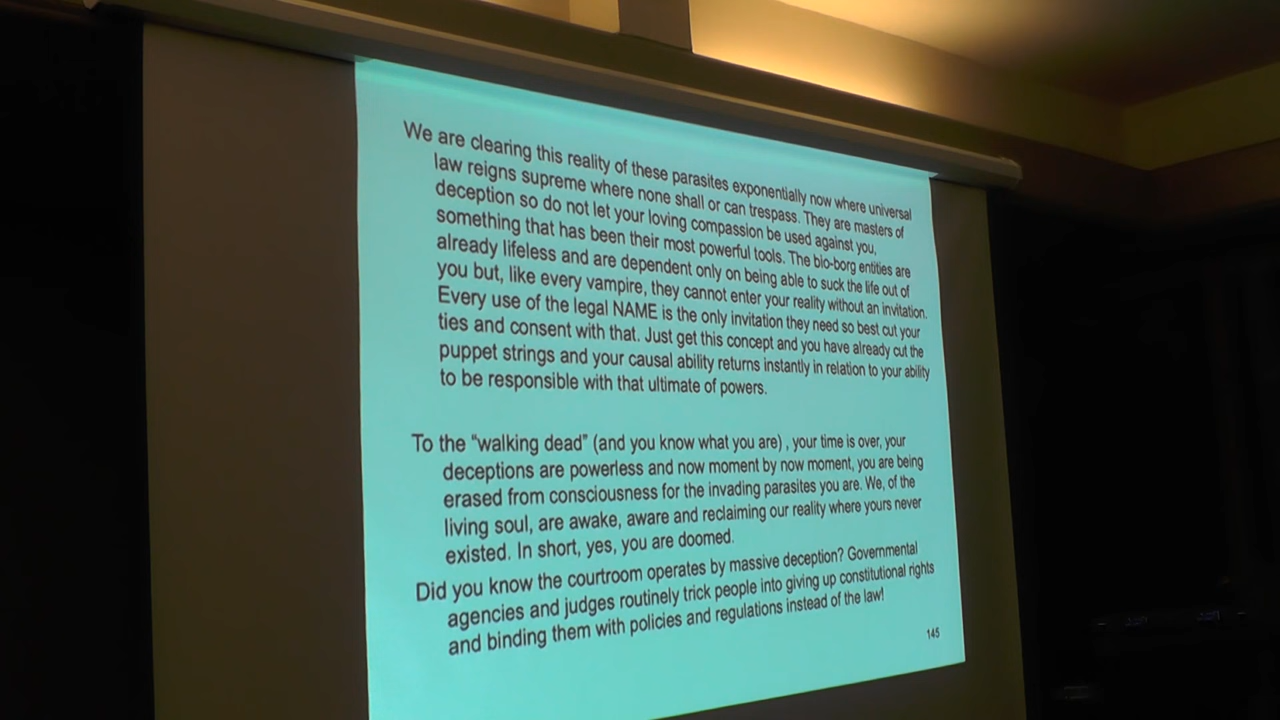 We are clearing this reality of these parasites exponentially now where universal
law reigns supreme where none shall or can trespass. They are masters of
deception so do not let your loving compassion be used against you,
something that has been their most powerful tools. The blo-borg entities are
already lifeless and are dependent only on being able to suck the life out of
you but, like every vampire, they cannot enter your reality without an invitation.
Every use of the legal NAME is the only invitation they need so best cut your
ties and consent with that. Just get this concept and you have already cut the
puppet strings and your causal ability returns instantly in relation to your ability
to be responsible with that ultimate of powers.
To the “walking dead” (and you know what you are) , your time is over, your
deceptions are powerless and now moment by now moment, you are being
erased from consciousness for the invading parasites you are. We, of the
living soul, are awake, aware and reclaiming our reality where yours never
existed. In short, yes, you are doomed.
Did you know the courtroom operates by massive deception? Governmental
agencies and judges routinely trick people into giving up constitutional rights
and binding them with policies and regulations instead of the law!
145